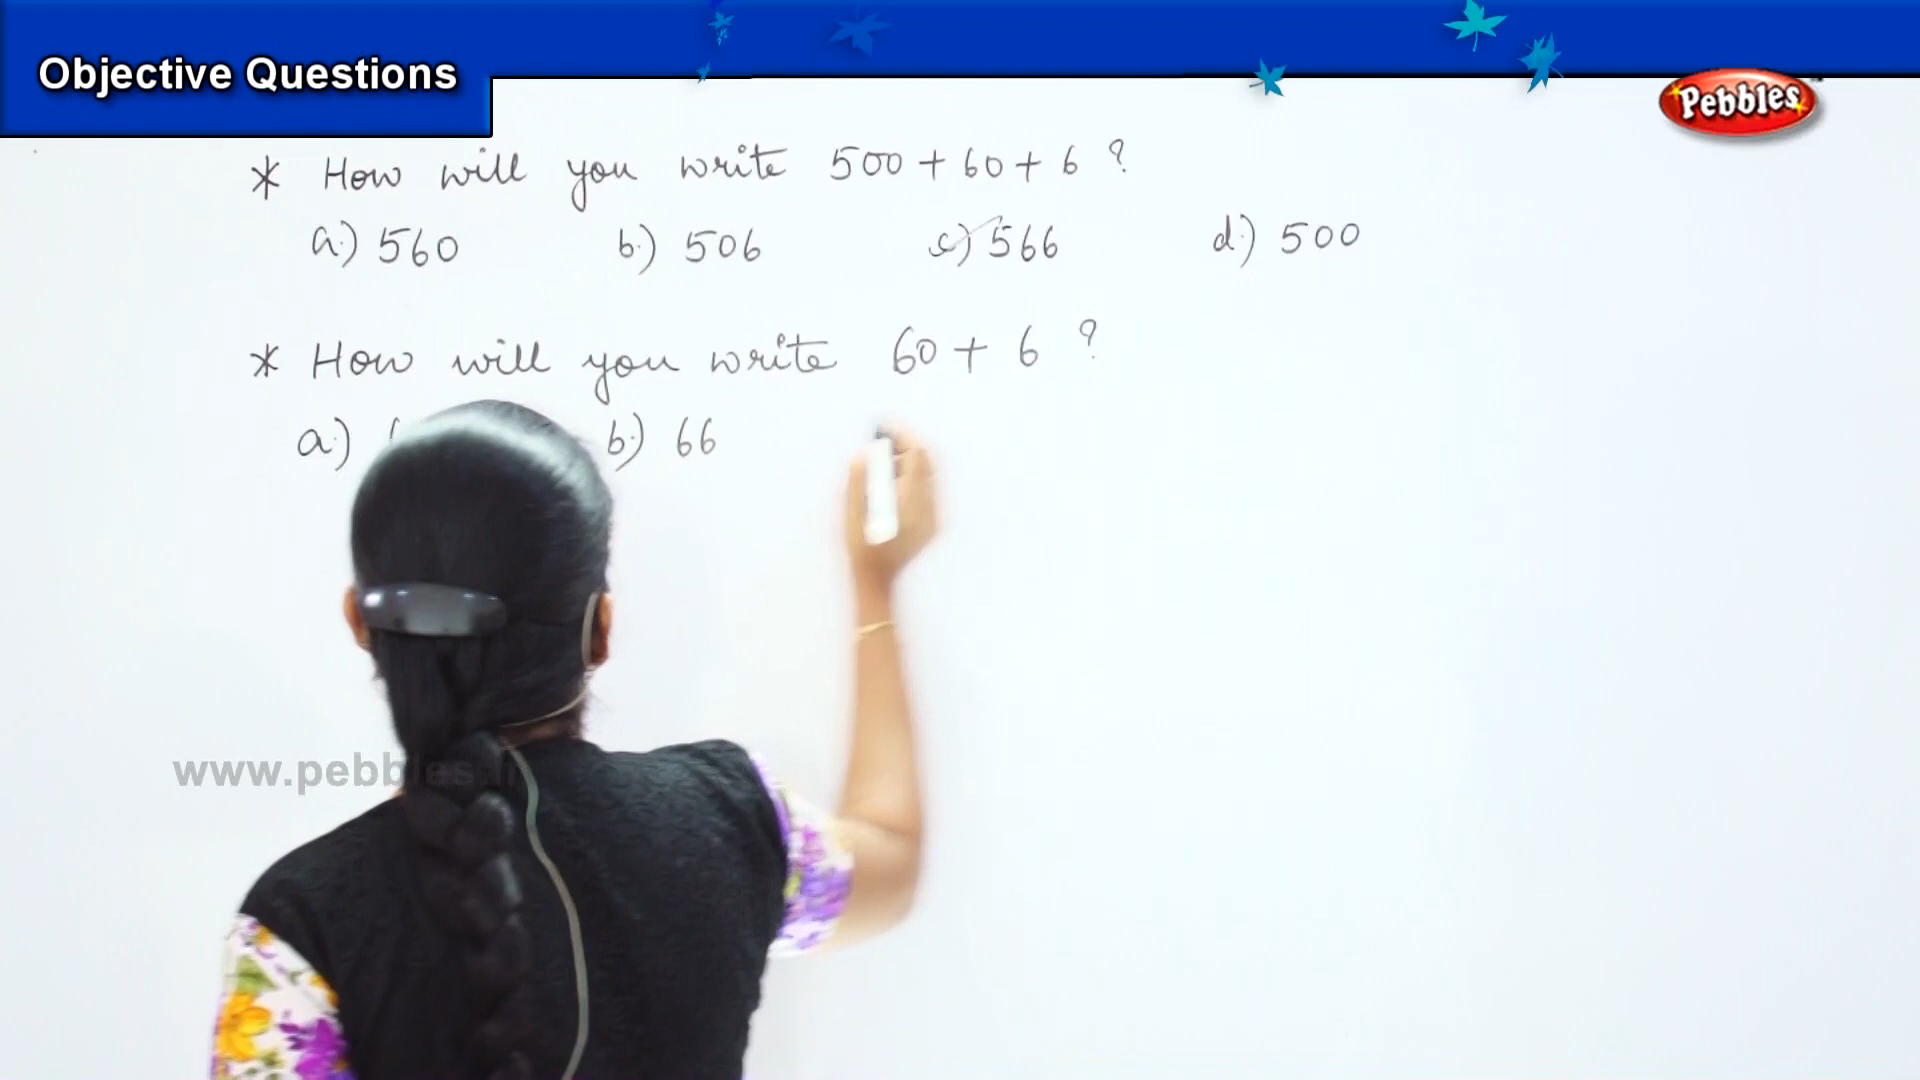 Objective Questions
Pebbles
* How will you write 500 + 60 + 6 ?
a.) 560 b.) 506 c.) 566 d.) 500
* How will you write 60 + 6 ?
a.) b.) 66
www.pebbles.